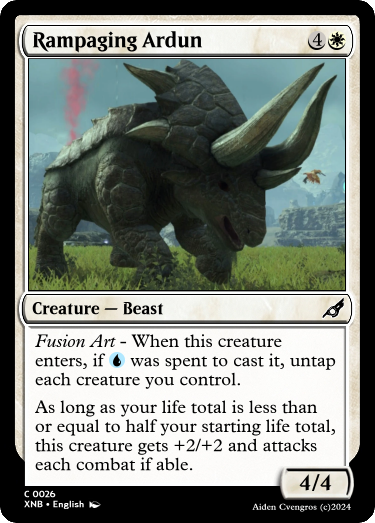 Rampaging Ardun 4
Creature — Beast
Fusion Art - When this creature
enters, if was spent to cast it, untap
each creature you control.
As long as your life total is less than
or equal to half your starting life total,
this creature gets +2/+2 and attacks
each combat if able.
4/4
C 0026
XNB • English
Aiden Cvengros (c)2024